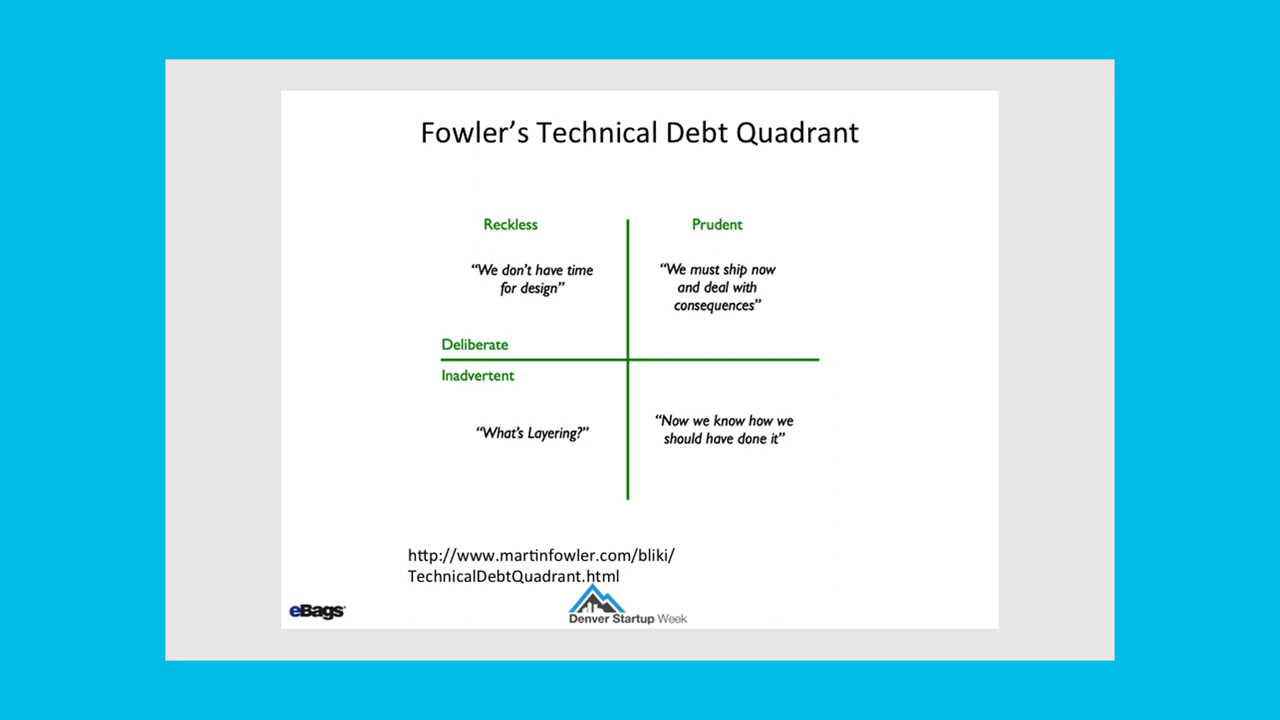 Fowler’s Technical Debt Quadrant
Reckless
Prudent
“We don’t have time
for design”
“We must ship now
and deal with
consequences”
Deliberate
Inadvertent
“What’s Layering?”
“Now we know how we
should have done it”
http://www.martinfowler.com/bliki/
TechnicalDebtQuadrant.html
eBags
Denver Startup Week